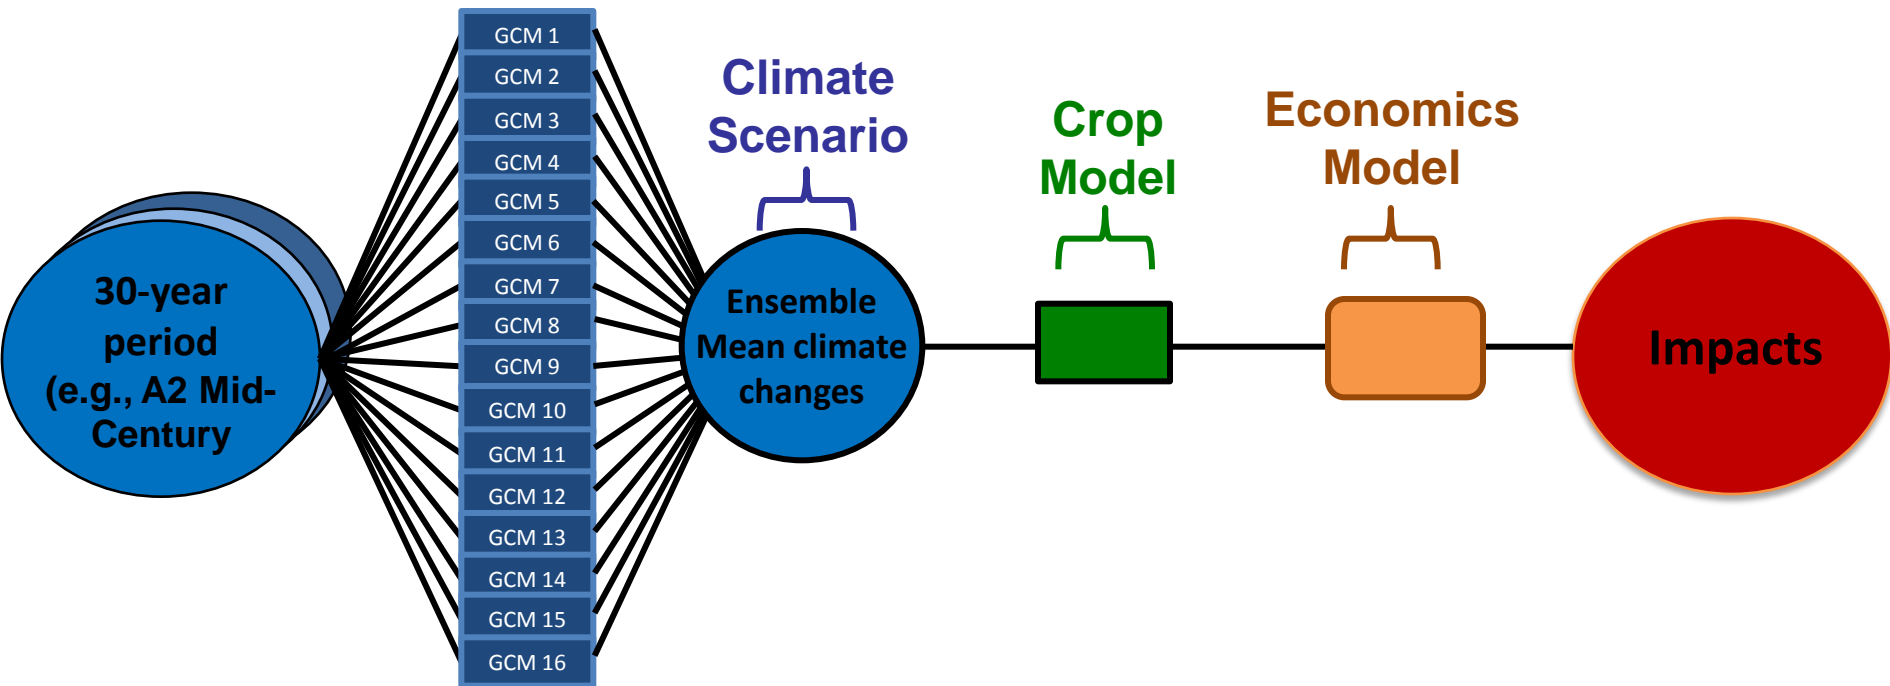 30-year
period
(e.g., A2 Mid-
Century
GCM 1
GCM 2
GCM 3
GCM 4
GCM 5
GCM 6
GCM 7
GCM 8
GCM 9
GCM 10
GCM 11
GCM 12
GCM 13
GCM 14
GCM 15
GCM 16
Climate
Scenario
Ensemble
Mean climate
changes
Crop
Model
Economics
Model
Impacts